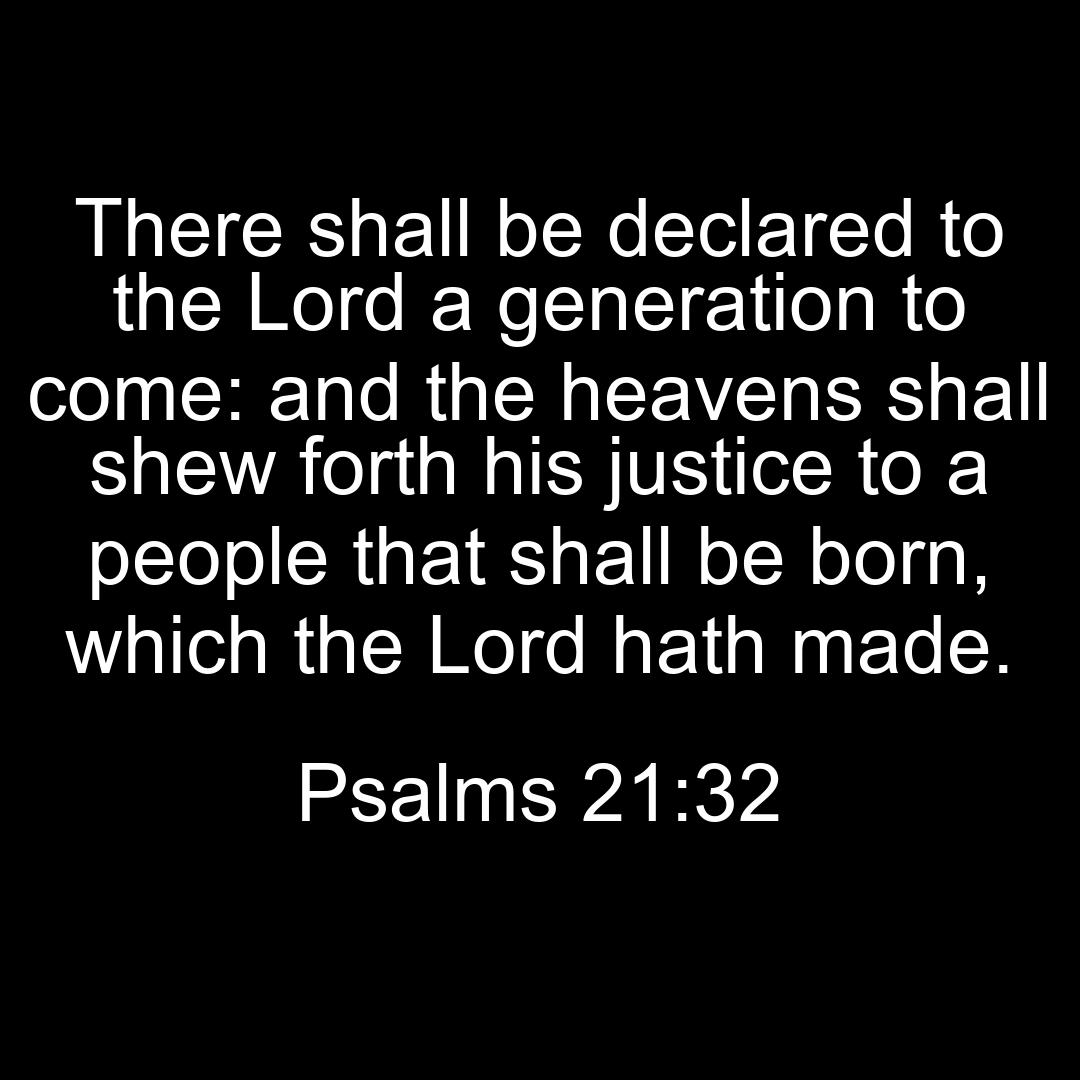 There shall be declared to
the Lord a generation to
come: and the heavens shall
shew forth his justice to a
people that shall be born,
which the Lord hath made.
Psalms 21:32